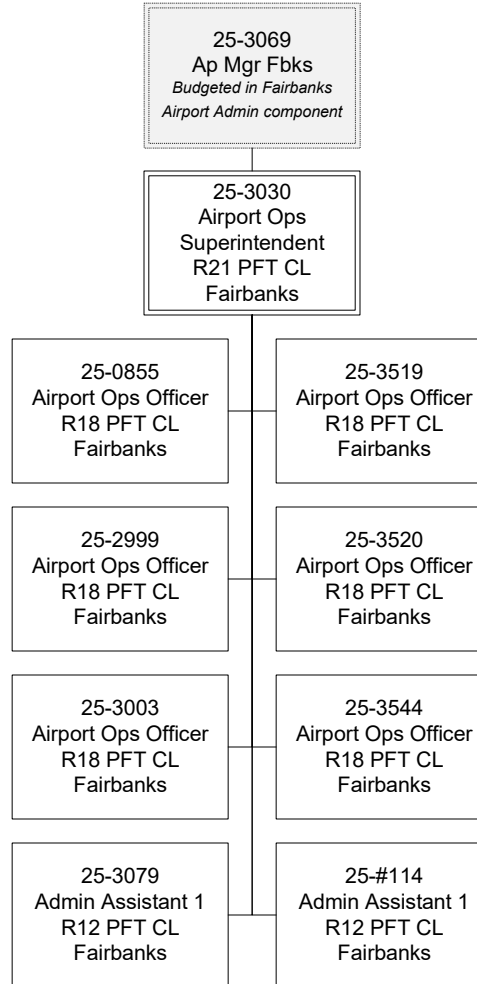 25-3069
Ap Mgr Fbks
Budgeted in Fairbanks
Airport Admin component
25-3030
Airport Ops
Superintendent
R21 PFT CL
Fairbanks
25-0855
Airport Ops Officer
R18 PFT CL
Fairbanks
25-3519
Airport Ops Officer
R18 PFT CL
Fairbanks
25-2999
Airport Ops Officer
R18 PFT CL
Fairbanks
25-3520
Airport Ops Officer
R18 PFT CL
Fairbanks
25-3003
Airport Ops Officer
R18 PFT CL
Fairbanks
25-3544
Airport Ops Officer
R18 PFT CL
Fairbanks
25-3079
Admin Assistant 1
R12 PFT CL
Fairbanks
25-#114
Admin Assistant 1
R12 PFT CL
Fairbanks